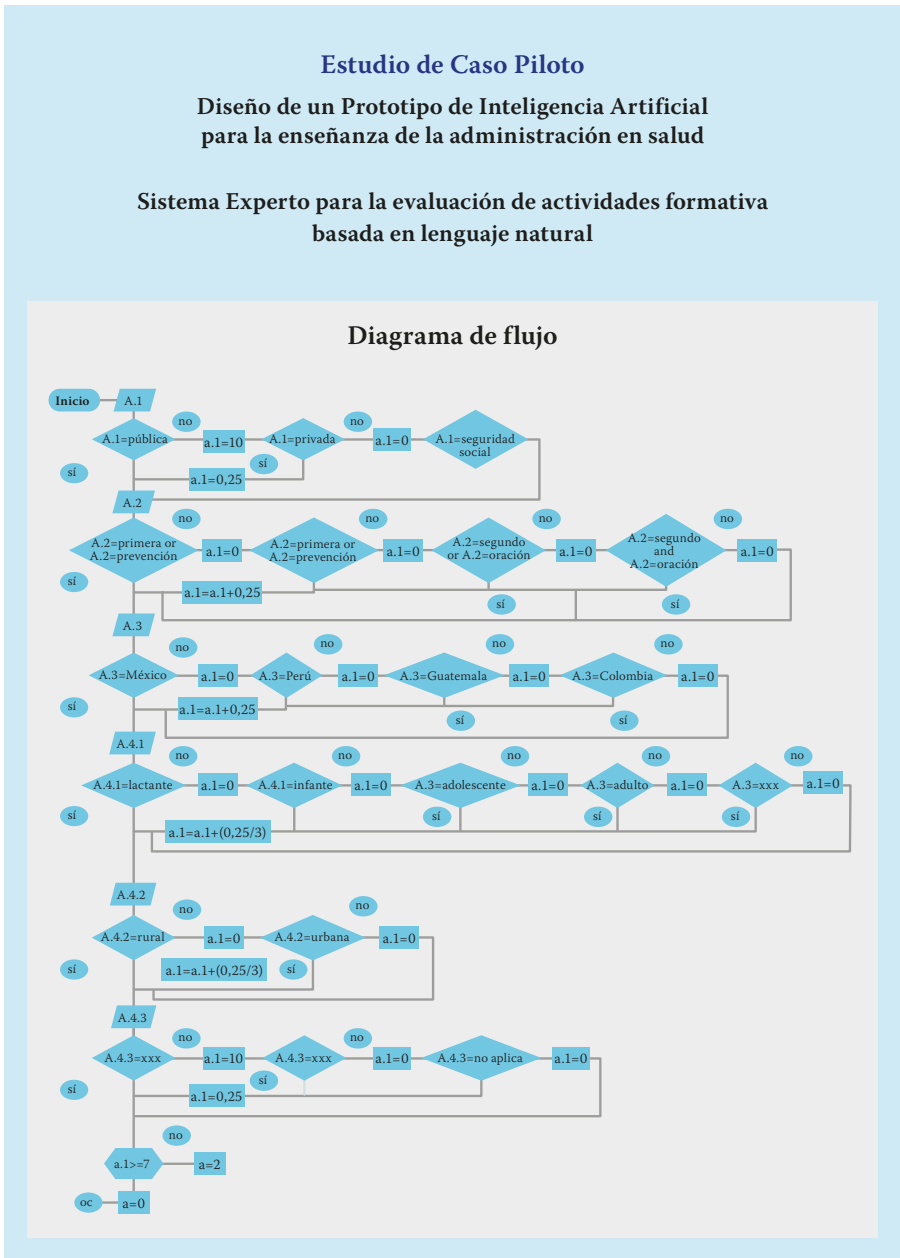 Estudio de Caso Piloto
Diseño de un Prototipo de Inteligencia Artificial
para la enseñanza de la administración en salud
Sistema Experto para la evaluación de actividades formativa
basada en lenguaje natural
Diagrama de flujo
Inicio
A.1
no
no
A.1=pública
a.1=10
A.1=privada
a.1=0
A.1=seguridad
social
sí
sí
a.1=0,25
A.2
no
no
no
no
A.2=primera or
A.2=prevención
a.1=0
A.2=primera or
A.2=prevención
a.1=0
A.2=segundo
or A.2=oración
a.1=0
A.2=segundo
and
A.2=oración
a.1=0
sí
a.1=a.1+0,25
sí
sí
A.3
no
no
no
no
A.3=México
a.1=0
A.3=Perú
a.1=0
A.3=Guatemala
a.1=0
A.3=Colombia
a.1=0
sí
a.1=a.1+0,25
sí
sí
A.4.1
no
no
no
no
no
A.4.1=lactante
a.1=0
A.4.1=infante
a.1=0
A.3=adolescente
a.1=0
A.3=adulto
a.1=0
A.3=xxx
a.1=0
sí
sí
sí
sí
a.1=a.1+(0,25/3)
A.4.2
no
no
A.4.2=rural
a.1=0
A.4.2=urbana
a.1=0
sí
a.1=a.1+(0,25/3)
sí
A.4.3
no
no
A.4.3=xxx
a.1=10
A.4.3=xxx
a.1=0
A.4.3=no aplica
a.1=0
sí
sí
a.1=0,25
no
a.1>=7
a=2
oc
a=0